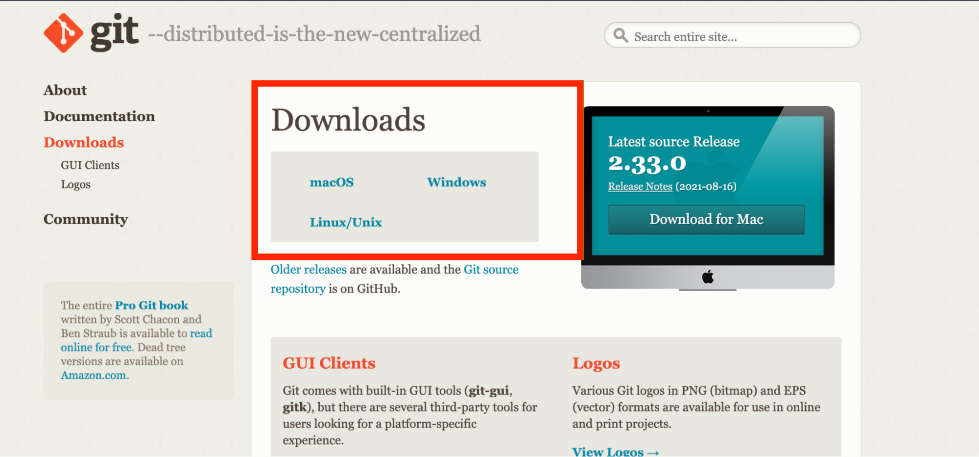 git --distributed-is-the-new-centralized
Search entire site...
About
Documentation
Downloads
GUI Clients
Logos
Community
The entire Pro Git book
written by Scott Chacon and
Ben Straub is available to read
online for free. Dead tree
versions are available on
Amazon.com.
Downloads
macOS
Windows
Linux/Unix
Older releases are available and the Git source
repository is on GitHub.
Latest source Release
2.33.0
Release Notes (2021-08-16)
Download for Mac
GUI Clients
Git comes with built-in GUI tools (git-gui,
gitk), but there are several third-party tools for
users looking for a platform-specific
experience.
Logos
Various Git logos in PNG (bitmap) and EPS
(vector) formats are available for use in online
and print projects.
View Logos →